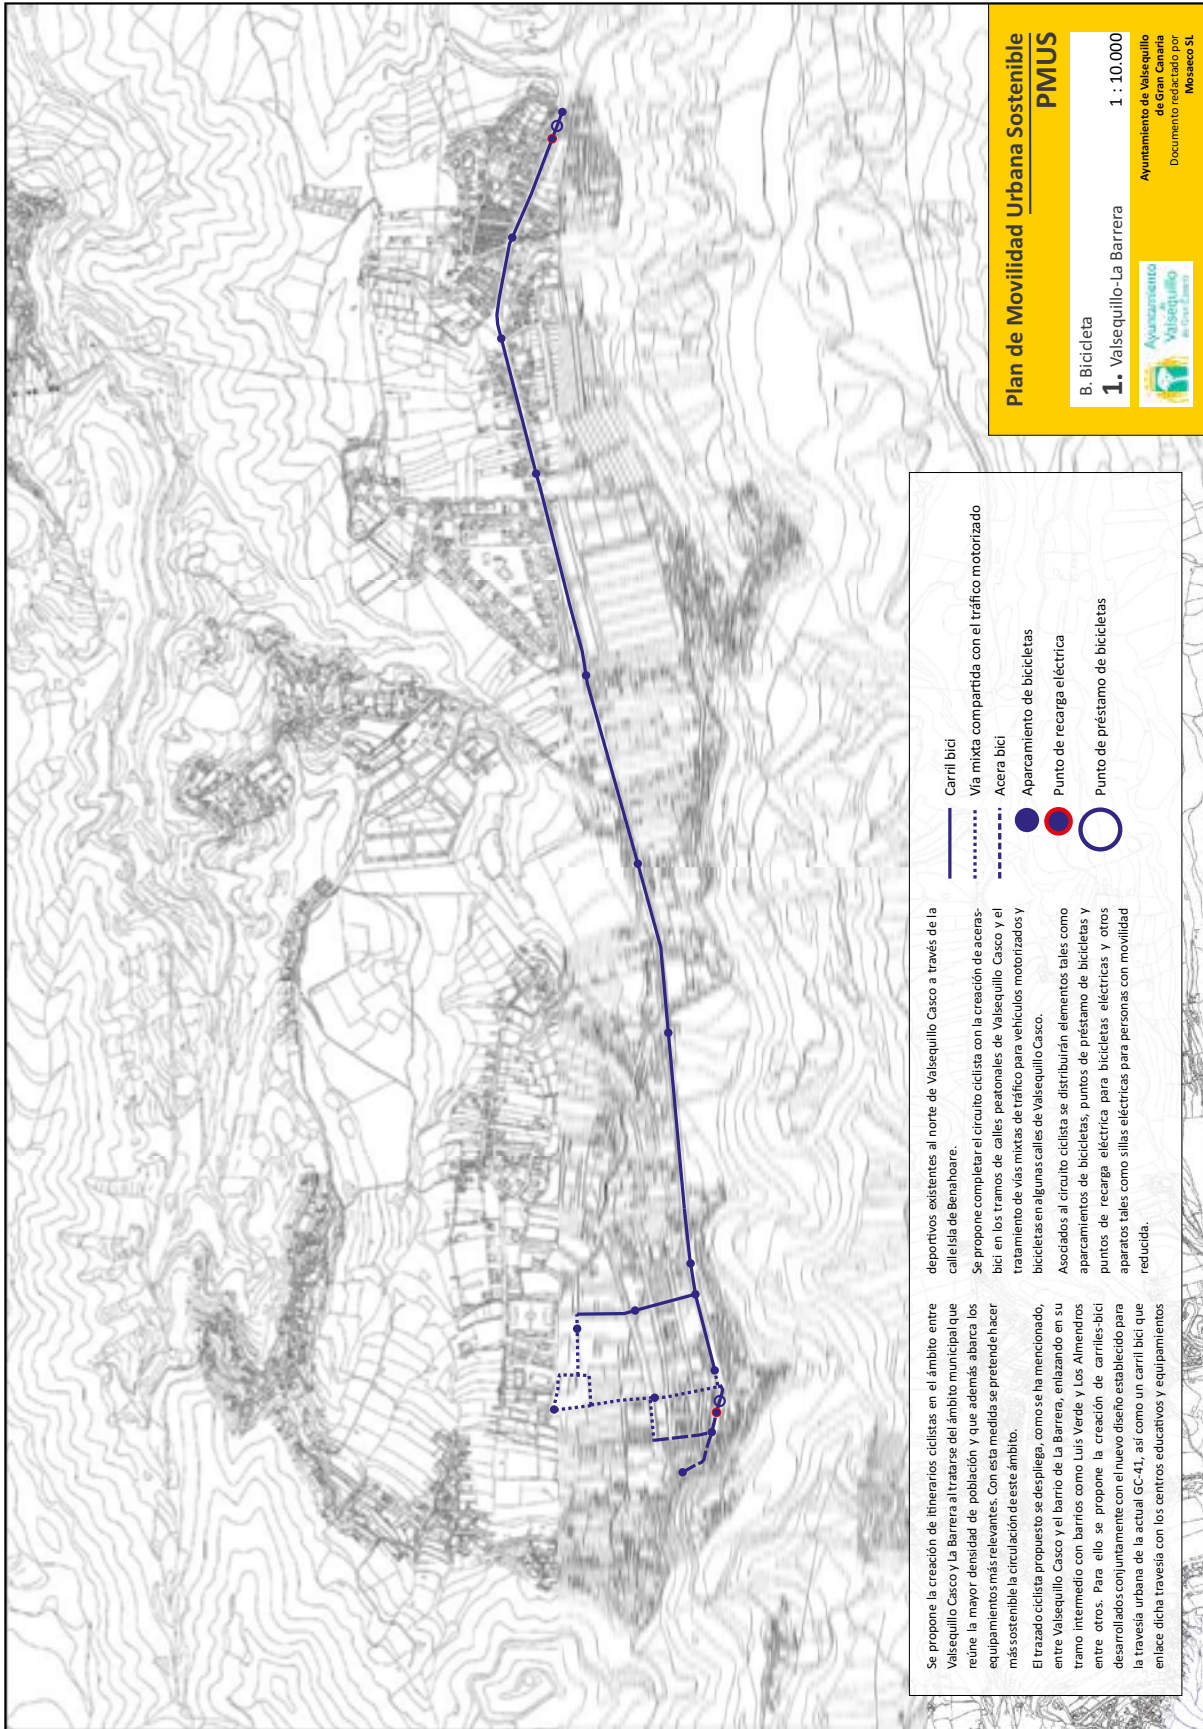 Se propone la creación de itinerarios ciclistas en el ámbito entre
Valsequillo Casco y La Barrera al tratarse del ámbito municipal que
reúne la mayor densidad de población y que además abarca los
equipamientos más relevantes. Con esta medida se pretende hacer
más sostenible la circulación de este ámbito.
El trazado ciclista propuesto se despliega, como se ha mencionado,
entre Valsequillo Casco y el barrio de La Barrera, enlazando en su
tramo intermedio con barrios como Luis Verde y Los Almendros
entre otros. Para ello se propone la creación de carriles-bici
desarrollados conjuntamente con el nuevo diseño establecido para
la travesía urbana de la actual GC-41, así como un carril bici que
enlace dicha travesía con los centros educativos y equipamientos
deportivos existentes al norte de Valsequillo Casco a través de la
calle Isla de Benahoare.
Se propone completar el circuito ciclista con la creación de aceras-
bici en los tramos de calles peatonales de Valsequillo Casco y el
tratamiento de vías mixtas de tráfico para vehículos motorizados y
bicicletas en algunas calles de Valsequillo Casco.
Asociados al circuito ciclista se distribuirán elementos tales como
aparcamientos de bicicletas, puntos de préstamo de bicicletas y
puntos de recarga eléctrica para bicicletas eléctricas y otros
aparatos tales como sillas eléctricas para personas con movilidad
reducida.
Carril bici
Vía mixta compartida con el tráfico motorizado
Acera bici
Aparcamiento de bicicletas
Punto de recarga eléctrica
Punto de préstamo de bicicletas
Plan de Movilidad Urbana Sostenible
PMUS
B. Bicicleta
1. Valsequillo-La Barrera 1 : 10.000
Ayuntamiento
de
Valsequillo
de Gran Canaria
Ayuntamiento de Valsequillo
de Gran Canaria
Documento redactado por
Mosaeco SL